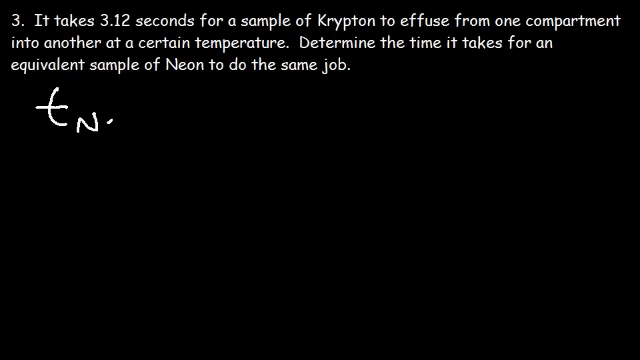 3. It takes 3.12 seconds for a sample of Krypton to effuse from one compartment
into another at a certain temperature. Determine the time it takes for an
equivalent sample of Neon to do the same job.
t N